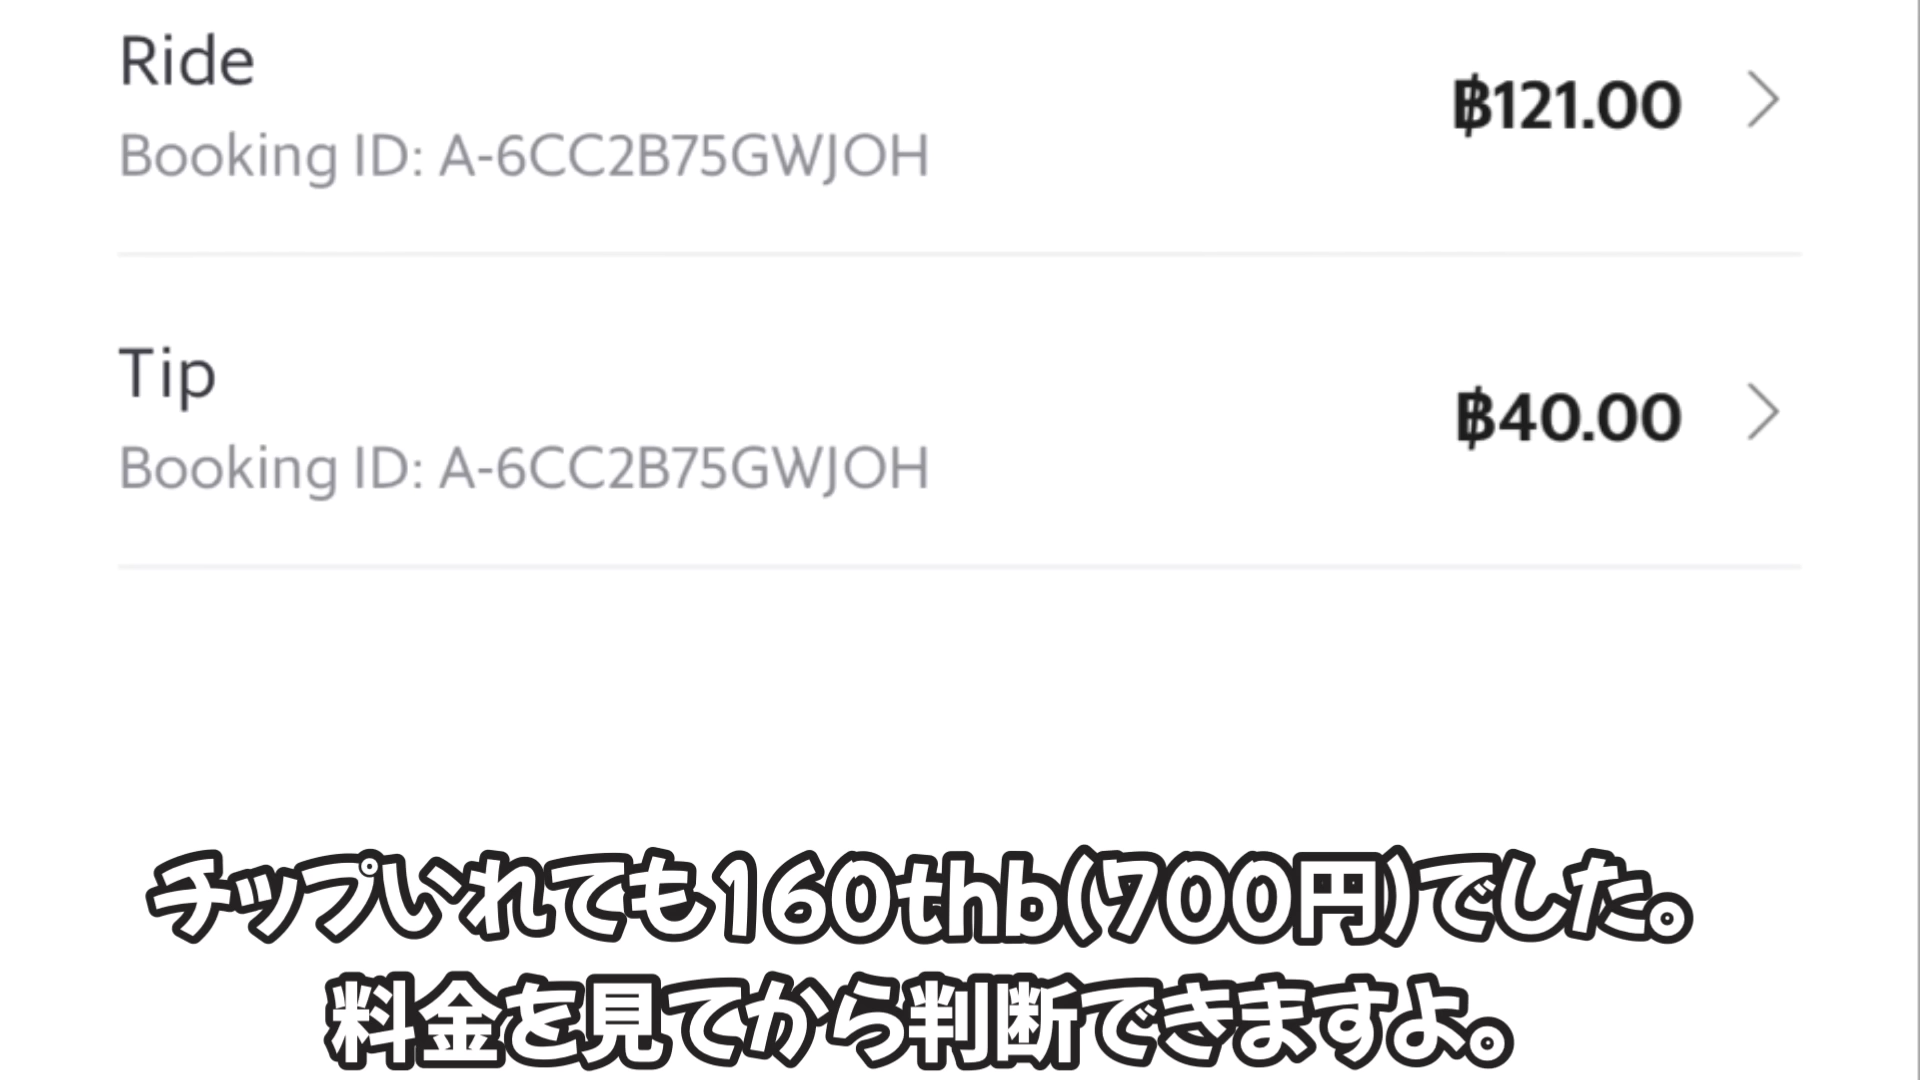 Ride
฿121.00
Booking ID: A-6CC2B75GWJOH
Tip
฿40.00
Booking ID: A-6CC2B75GWJOH
チップいれても160thb(700円)でした。
料金を見てから判断できますよ。